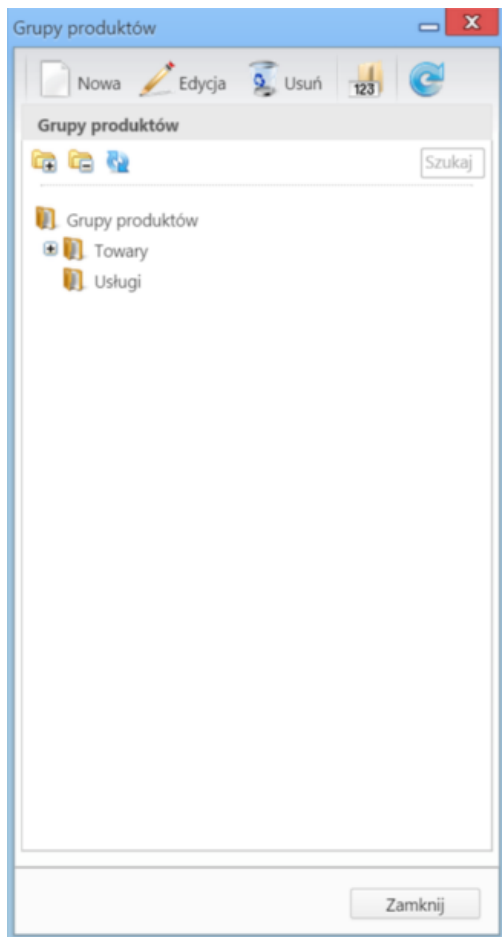 Grupy produktów
Nowa Edycja Usuń 123
Grupy produktów
Szukaj
Grupy produktów
Towary
Usługi
Zamknij